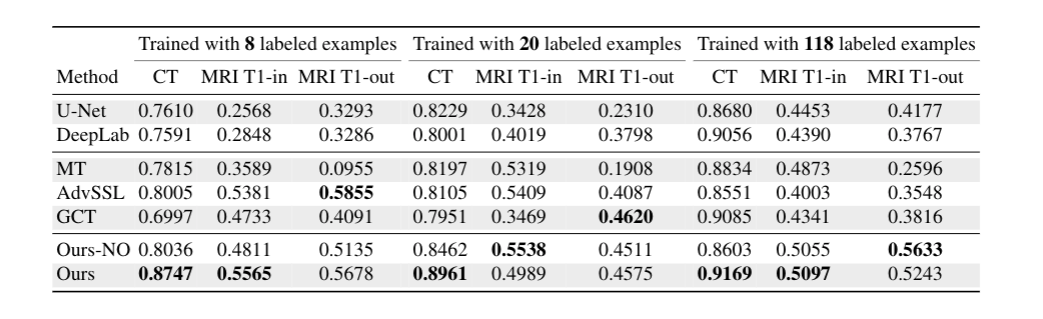 Trained with 8 labeled examples Trained with 20 labeled examples Trained with 118 labeled examples
Method CT MRI T1-in MRI T1-out CT MRI T1-in MRI T1-out CT MRI T1-in MRI T1-out
U-Net 0.7610 0.2568 0.3293 0.8229 0.3428 0.2310 0.8680 0.4453 0.4177
DeepLab 0.7591 0.2848 0.3286 0.8001 0.4019 0.3798 0.9056 0.4390 0.3767
MT 0.7815 0.3589 0.0955 0.8197 0.5319 0.1908 0.8834 0.4873 0.2596
AdvSSL 0.8005 0.5381 0.5855 0.8105 0.5409 0.4087 0.8551 0.4003 0.3548
GCT 0.6997 0.4733 0.4091 0.7951 0.3469 0.4620 0.9085 0.4341 0.3816
Ours-NO 0.8036 0.4811 0.5135 0.8462 0.5538 0.4511 0.8603 0.5055 0.5633
Ours 0.8747 0.5565 0.5678 0.8961 0.4989 0.4575 0.9169 0.5097 0.5243